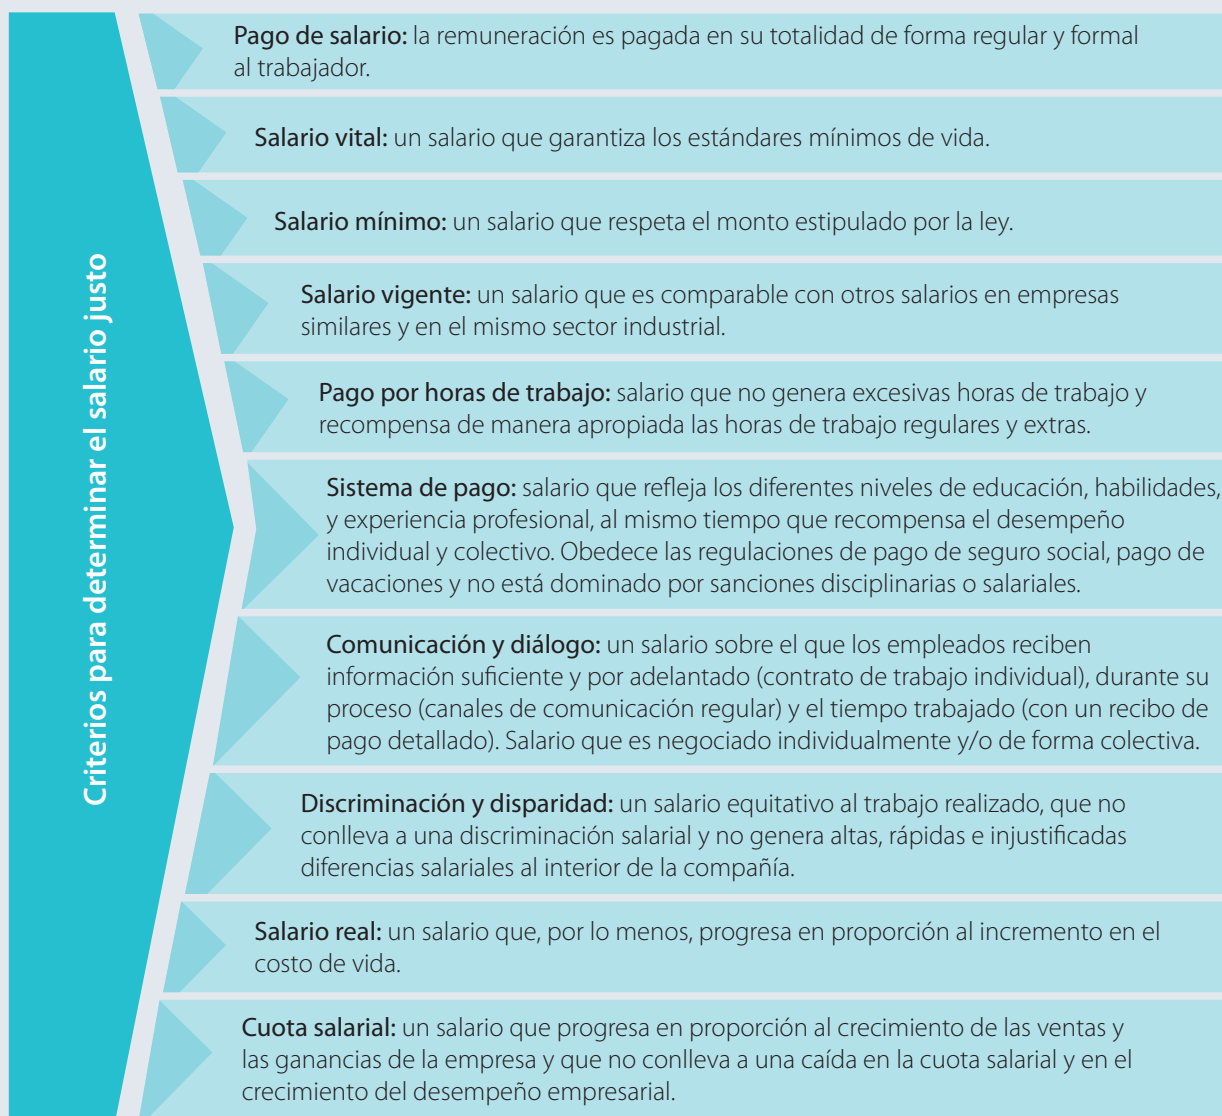 Criterios para determinar el salario justo
Pago de salario: la remuneración es pagada en su totalidad de forma regular y formal
al trabajador.
Salario vital: un salario que garantiza los estándares mínimos de vida.
Salario mínimo: un salario que respeta el monto estipulado por la ley.
Salario vigente: un salario que es comparable con otros salarios en empresas
similares y en el mismo sector industrial.
Pago por horas de trabajo: salario que no genera excesivas horas de trabajo y
recompensa de manera apropiada las horas de trabajo regulares y extras.
Sistema de pago: salario que refleja los diferentes niveles de educación, habilidades,
y experiencia profesional, al mismo tiempo que recompensa el desempeño
individual y colectivo. Obedece las regulaciones de pago de seguro social, pago de
vacaciones y no está dominado por sanciones disciplinarias o salariales.
Comunicación y diálogo: un salario sobre el que los empleados reciben
información suficiente y por adelantado (contrato de trabajo individual), durante su
proceso (canales de comunicación regular) y el tiempo trabajado (con un recibo de
pago detallado). Salario que es negociado individualmente y/o de forma colectiva.
Discriminación y disparidad: un salario equitativo al trabajo realizado, que no
conlleva a una discriminación salarial y no genera altas, rápidas e injustificadas
diferencias salariales al interior de la compañía.
Salario real: un salario que, por lo menos, progresa en proporción al incremento en el
costo de vida.
Cuota salarial: un salario que progresa en proporción al crecimiento de las ventas y
las ganancias de la empresa y que no conlleva a una caída en la cuota salarial y en el
crecimiento del desempeño empresarial.